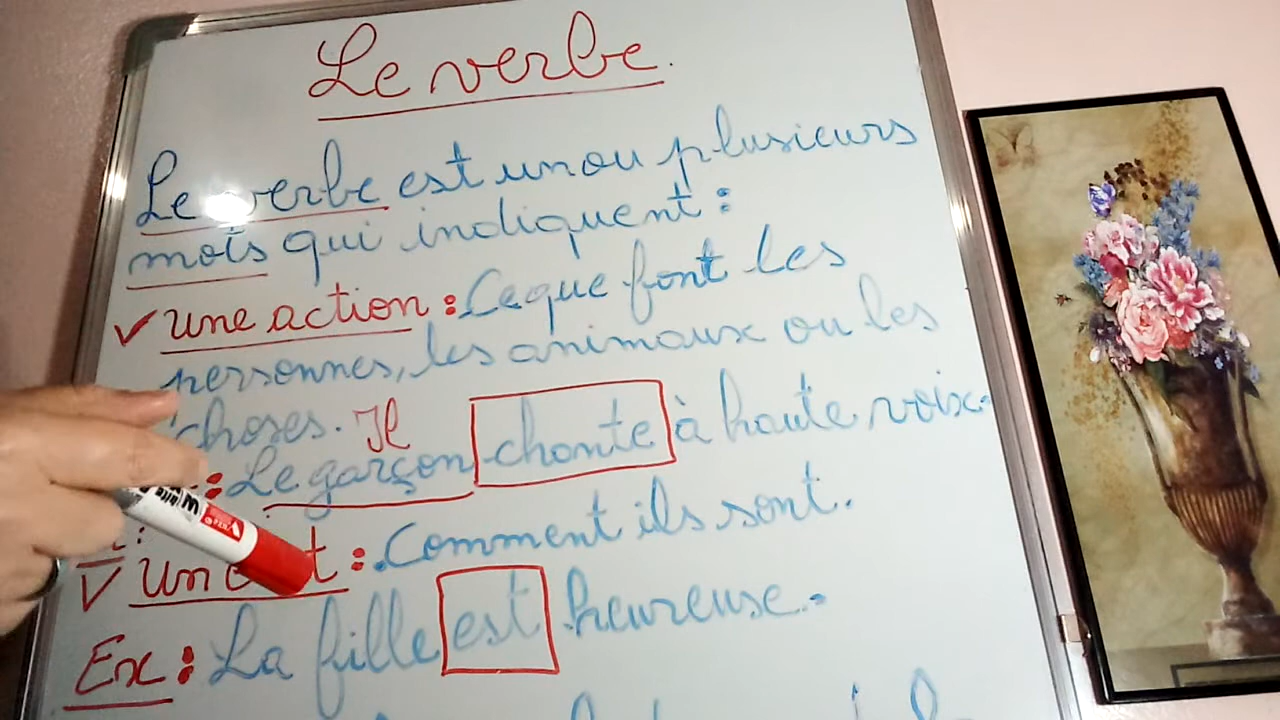 Le verbe.
Le verbe est un ou plusieurs
mots qui indiquent :
✓ Une action : Ce que font les
personnes, les animaux ou les
choses. Il
: Le garçon chante à haute voix.
Un : Comment ils sont.
Ex : La fille est heureuse.